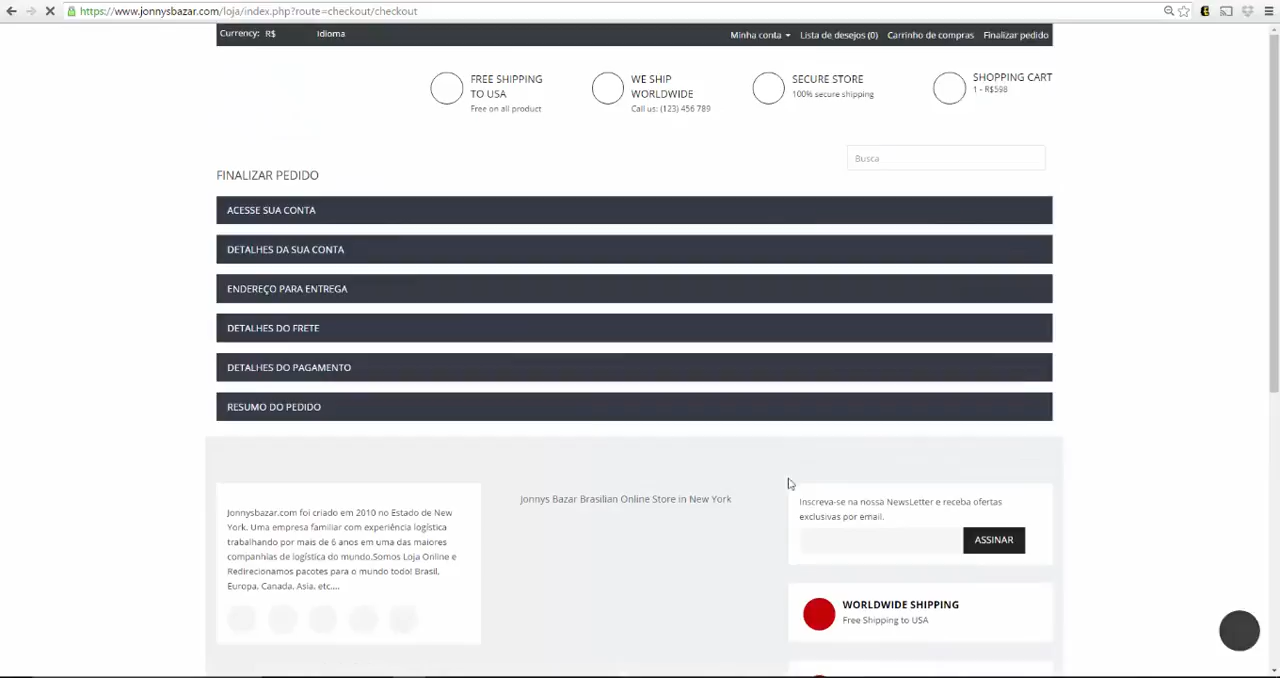 https://www.jonnysbazar.com/loja/index.php?route=checkout/checkout
Currency: R$ Idioma Minha conta Lista de desejos (0) Carrinho de compras Finalizar pedido
FREE SHIPPING
TO USA
Free on all product
WE SHIP
WORLDWIDE
Call us: (123) 456 789
SECURE STORE
100% secure shipping
SHOPPING CART
1 - R$598
Busca
FINALIZAR PEDIDO
ACESSE SUA CONTA
DETALHES DA SUA CONTA
ENDEREÇO PARA ENTREGA
DETALHES DO FRETE
DETALHES DO PAGAMENTO
RESUMO DO PEDIDO
Jonnysbazar.com foi criado em 2010 no Estado de New
York. Uma empresa familiar com experiência logística
trabalhando por mais de 6 anos em uma das maiores
companhias de logística do mundo.Somos Loja Online e
Redirecionamos pacotes para o mundo todo! Brasil,
Europa, Canada, Asia, etc....
Jonnys Bazar Brasilian Online Store in New York
Inscreva-se na nossa NewsLetter e receba ofertas
exclusivas por email.
ASSINAR
WORLDWIDE SHIPPING
Free Shipping to USA